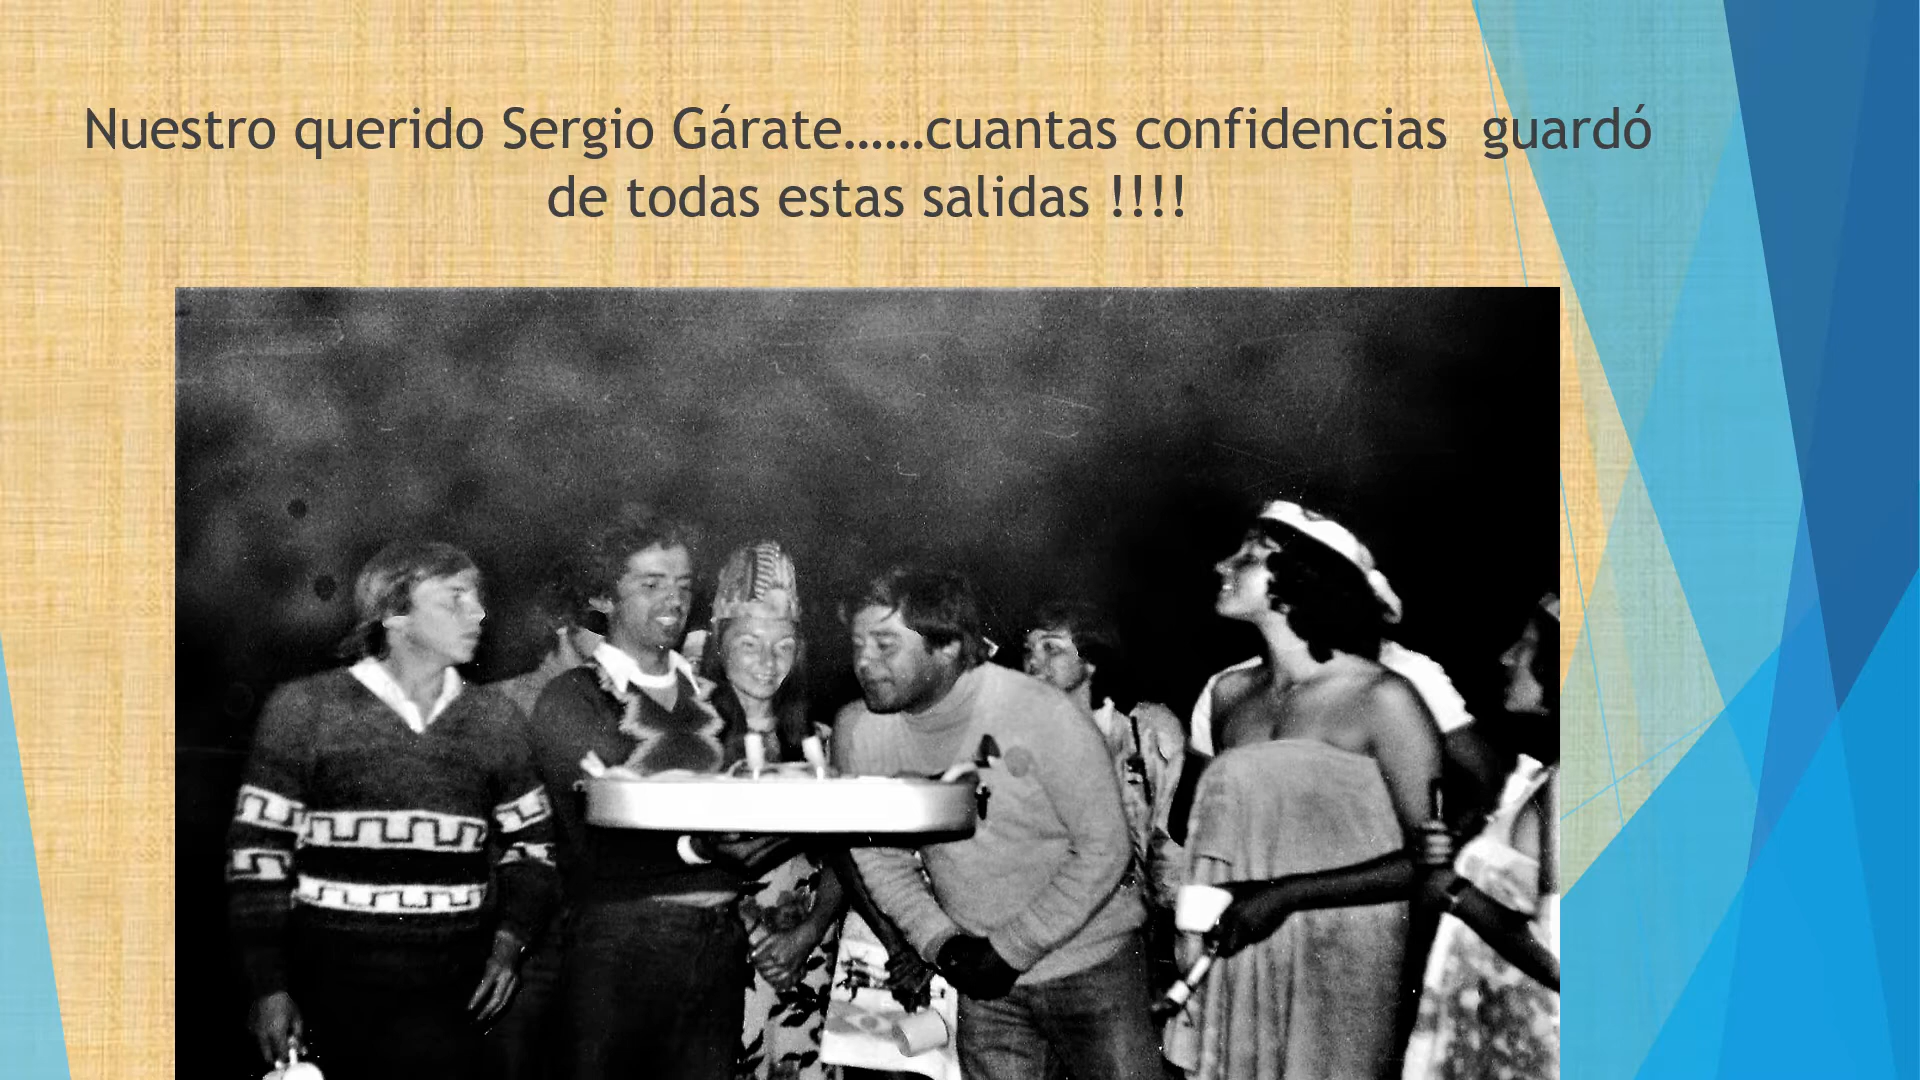 Nuestro querido Sergio Gárate......cuantas confidencias  guardó
de todas estas salidas !!!!